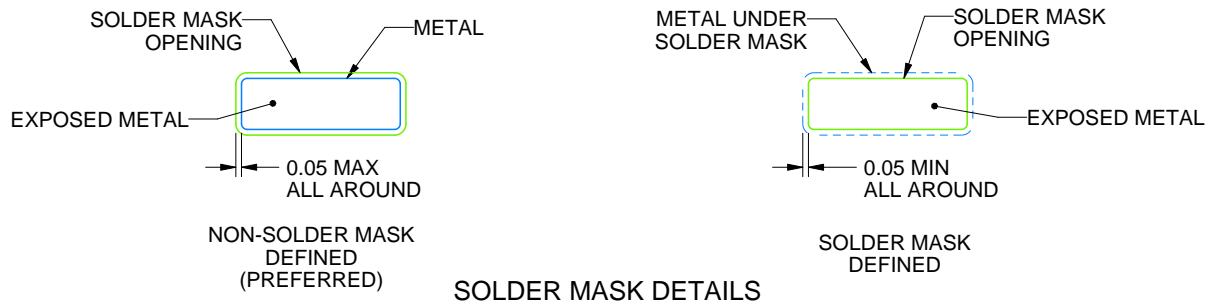 SOLDER MASK
OPENING
METAL
EXPOSED METAL
0.05 MAX
ALL AROUND
NON-SOLDER MASK
DEFINED
(PREFERRED)
METAL UNDER
SOLDER MASK
SOLDER MASK
OPENING
EXPOSED METAL
0.05 MIN
ALL AROUND
SOLDER MASK
DEFINED
SOLDER MASK DETAILS